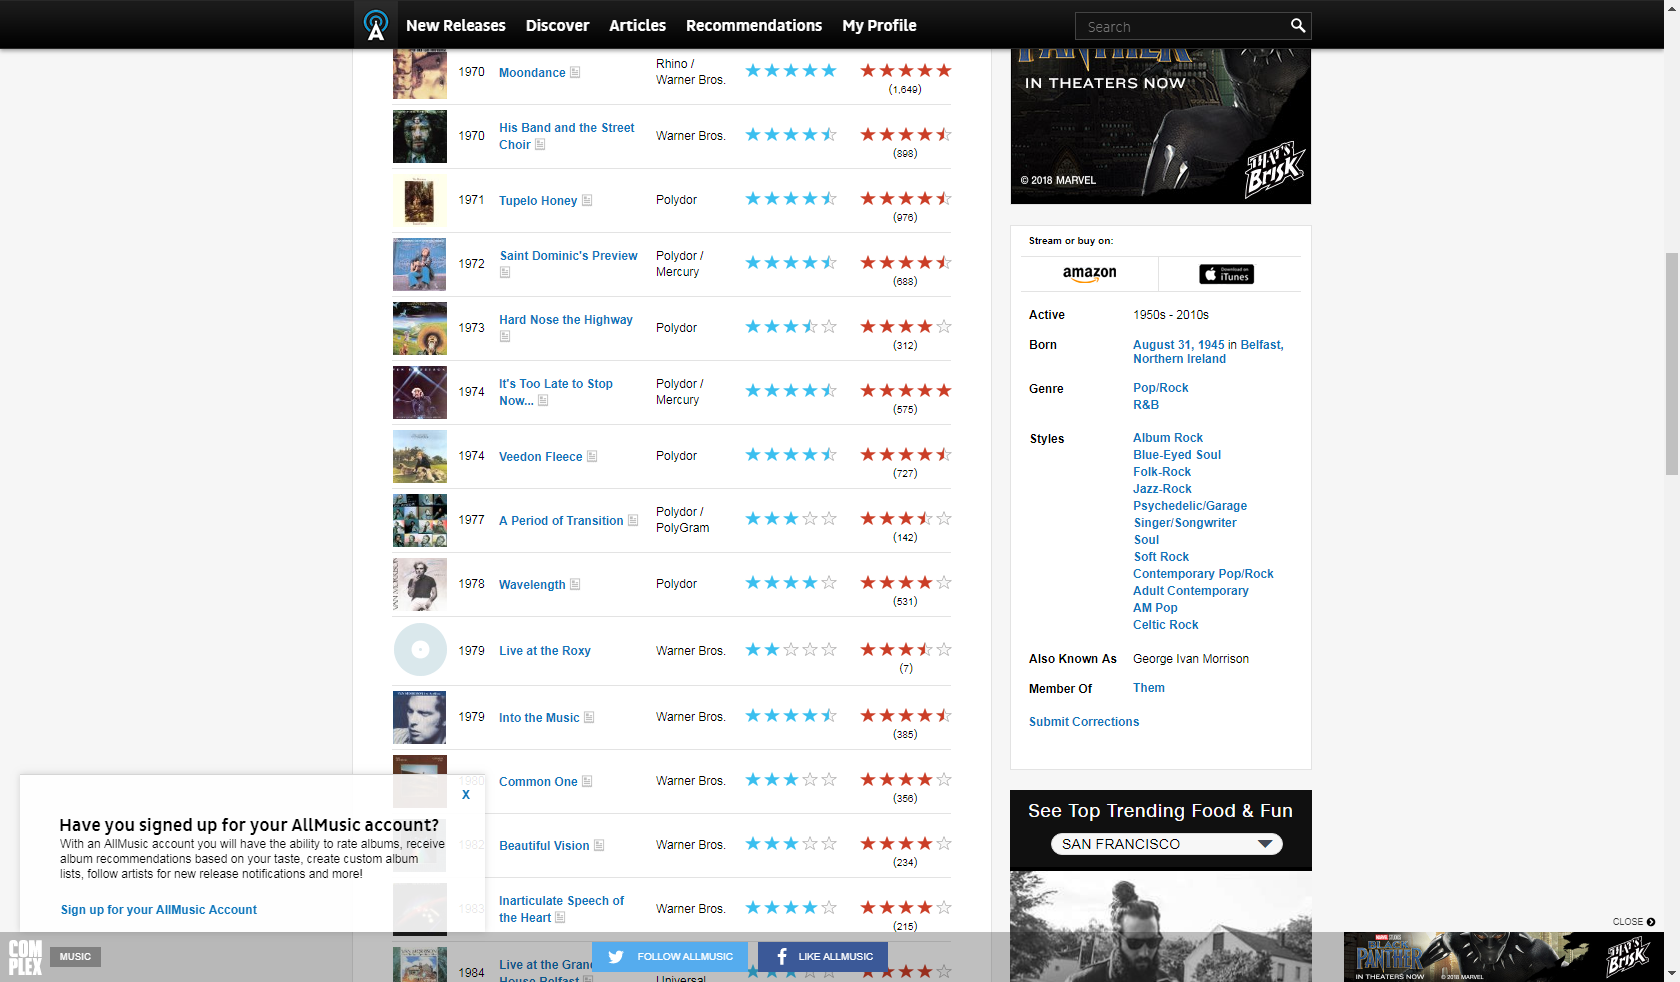 New Releases Discover Articles Recommendations My Profile Search
1970 Moondance Rhino / Warner Bros. (1,649)
1970 His Band and the Street Choir Warner Bros. (898)
1971 Tupelo Honey Polydor (976)
1972 Saint Dominic's Preview Polydor / Mercury (688)
1973 Hard Nose the Highway Polydor (312)
1974 It's Too Late to Stop Now... Polydor / Mercury (575)
1974 Veedon Fleece Polydor (727)
1977 A Period of Transition Polydor / PolyGram (142)
1978 Wavelength Polydor (531)
1979 Live at the Roxy Warner Bros. (7)
1979 Into the Music Warner Bros. (385)
1980 Common One Warner Bros. (356)
1982 Beautiful Vision Warner Bros. (234)
1983 Inarticulate Speech of the Heart Warner Bros. (215)
1984 Live at the Grand House Belfast Universal
Have you signed up for your AllMusic account?
X
With an AllMusic account you will have the ability to rate albums, receive
album recommendations based on your taste, create custom album
lists, follow artists for new release notifications and more!
Sign up for your AllMusic Account
COMPLEX
MUSIC
FOLLOW ALLMUSIC
LIKE ALLMUSIC
PANTHER
IN THEATERS NOW
© 2018 MARVEL
THAT'S BRISK
Stream or buy on:
amazon
Download on iTunes
Active 1950s - 2010s
Born August 31, 1945 in Belfast,
Northern Ireland
Genre Pop/Rock
R&B
Styles Album Rock
Blue-Eyed Soul
Folk-Rock
Jazz-Rock
Psychedelic/Garage
Singer/Songwriter
Soul
Soft Rock
Contemporary Pop/Rock
Adult Contemporary
AM Pop
Celtic Rock
Also Known As George Ivan Morrison
Member Of Them
Submit Corrections
See Top Trending Food & Fun
SAN FRANCISCO
CLOSE
MARVEL STUDIOS
BLACK PANTHER
IN THEATERS NOW © 2018 MARVEL
THAT'S BRISK